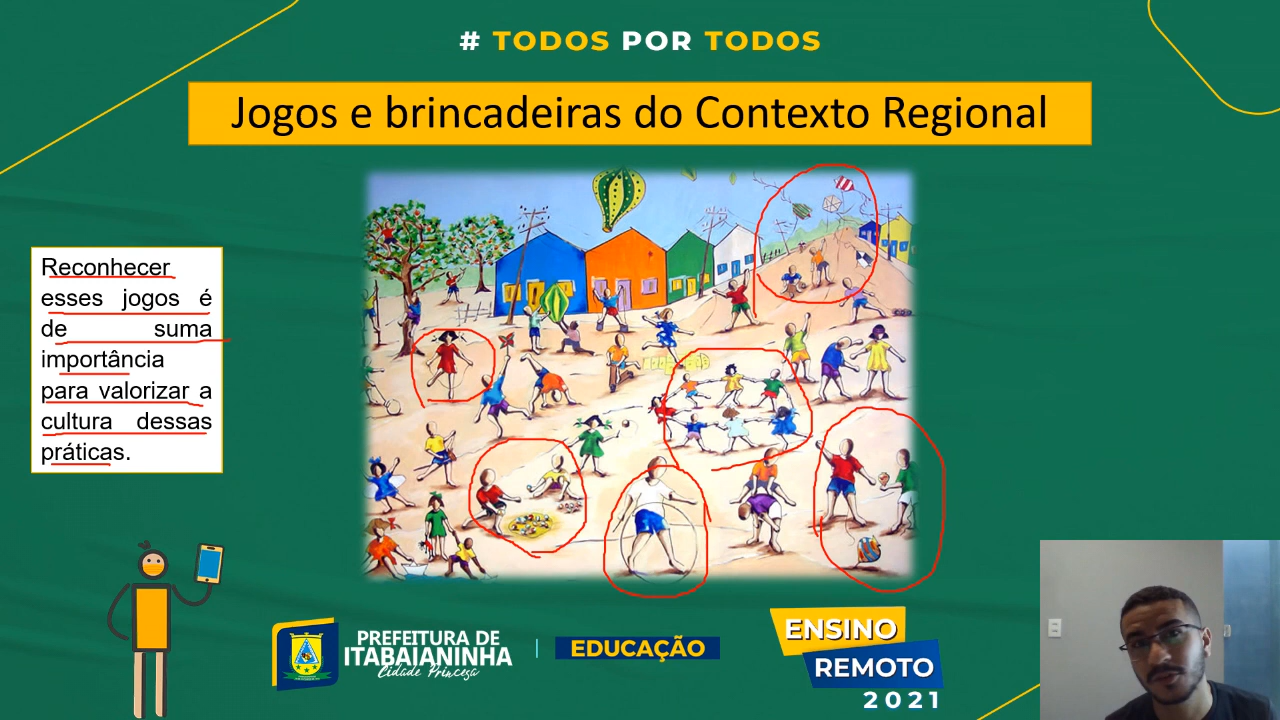 # TODOS POR TODOS
Jogos e brincadeiras do Contexto Regional
Reconhecer
esses jogos é
de suma
importância
para valorizar a
cultura dessas
práticas.
PREFEITURA DE
ITABAIANINHA
Cidade Princesa
EDUCAÇÃO
ENSINO
REMOTO
2021